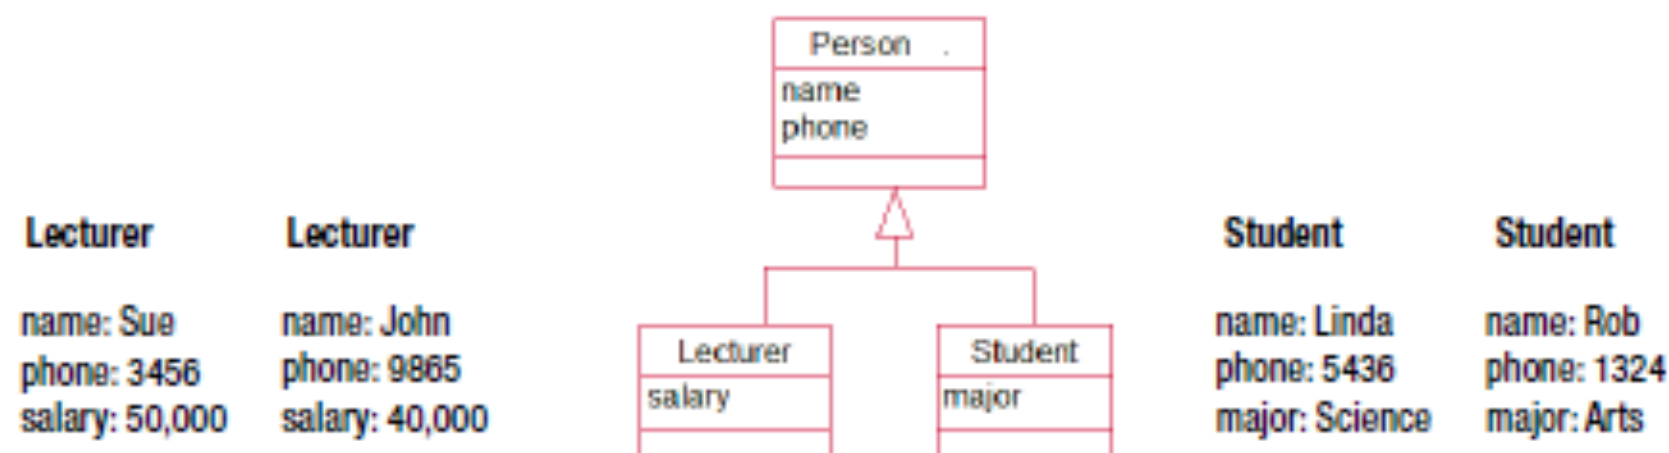 Person .
name
phone
Lecturer
name: Sue
phone: 3456
salary: 50,000
Lecturer
name: John
phone: 9865
salary: 40,000
Lecturer
salary
Student
major
Student
name: Linda
phone: 5436
major: Science
Student
name: Rob
phone: 1324
major: Arts